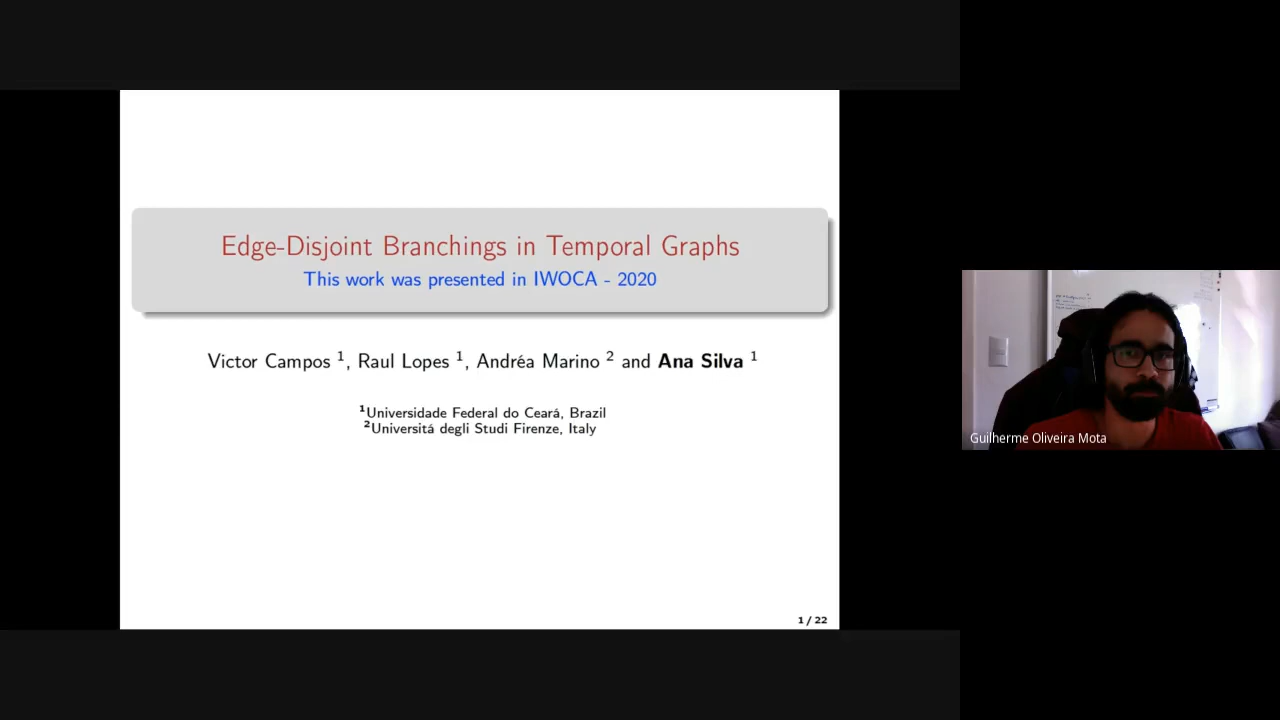 Edge-Disjoint Branchings in Temporal Graphs
This work was presented in IWOCA - 2020
Victor Campos ¹, Raul Lopes ¹, Andréa Marino ² and Ana Silva ¹
¹Universidade Federal do Ceará, Brazil
²Universitá degli Studi Firenze, Italy
1 / 22
Guilherme Oliveira Mota